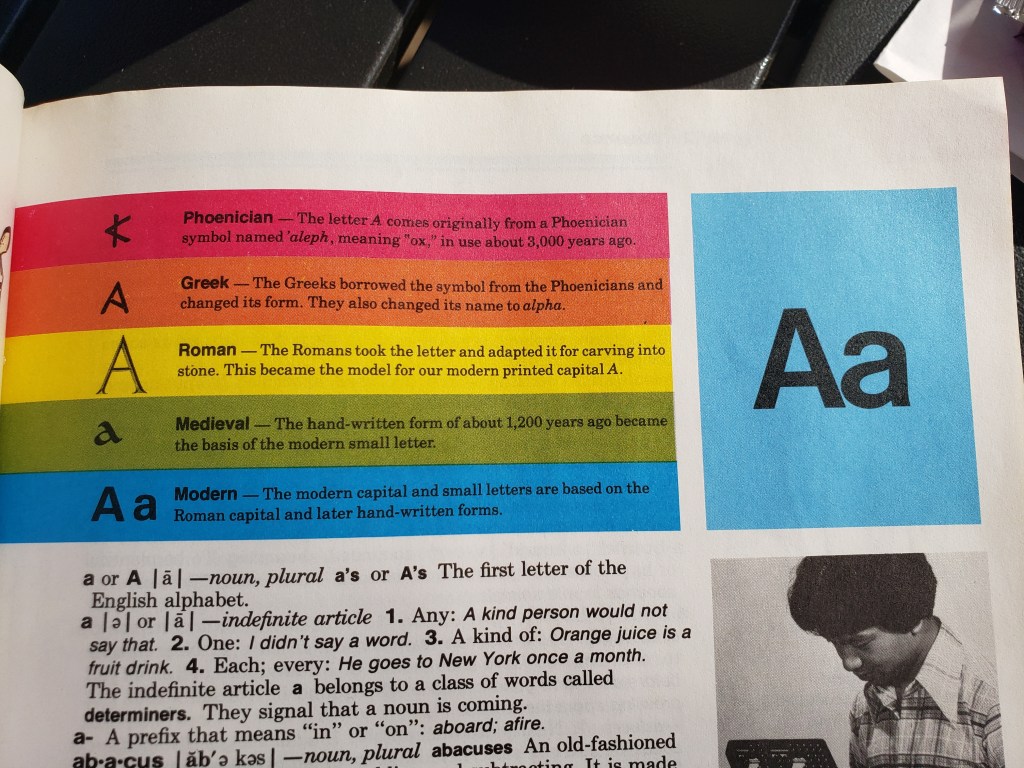 Phoenician — The letter A comes originally from a Phoenician
symbol named 'aleph, meaning "ox," in use about 3,000 years ago.
A
Greek — The Greeks borrowed the symbol from the Phoenicians and
changed its form. They also changed its name to alpha.
A
Roman — The Romans took the letter and adapted it for carving into
stone. This became the model for our modern printed capital A.
a
Medieval — The hand-written form of about 1,200 years ago became
the basis of the modern small letter.
A a
Modern — The modern capital and small letters are based on the
Roman capital and later hand-written forms.
Aa
a or A |ā| —noun, plural a's or A's The first letter of the
English alphabet.
a |ə| or |ā| —indefinite article 1. Any: A kind person would not
say that. 2. One: I didn't say a word. 3. A kind of: Orange juice is a
fruit drink. 4. Each; every: He goes to New York once a month.
The indefinite article a belongs to a class of words called
determiners. They signal that a noun is coming.
a- A prefix that means “in” or “on”: aboard; afire.
ab·a·cus |ăb′ə kəs| —noun, plural abacuses An old-fashioned
subtracting. It is made